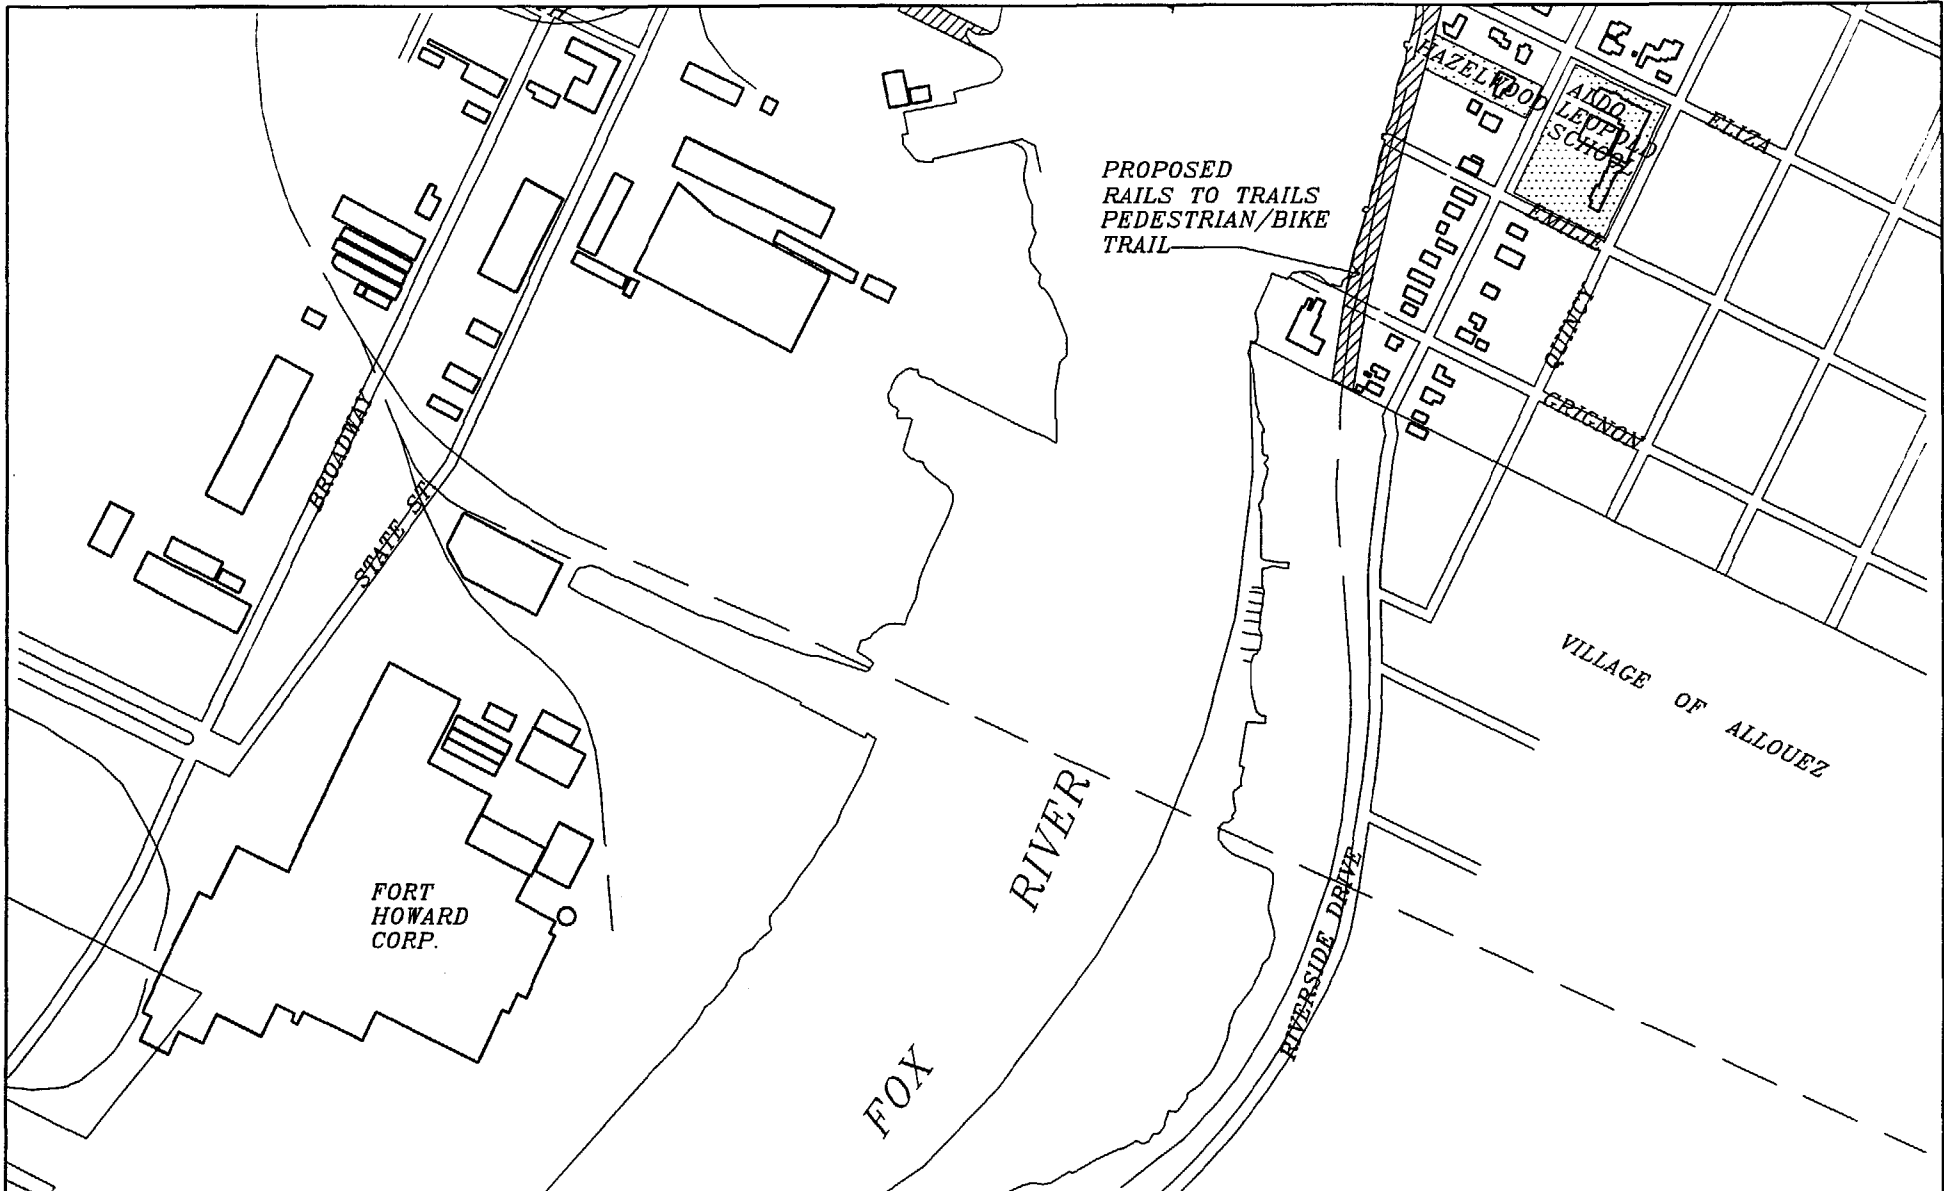 HAZELWOOD
ALDO
LEOPOLD
SCHOOL
ELIZA
PROPOSED
RAILS TO TRAILS
PEDESTRIAN/BIKE
TRAIL
EMILIE
QUINCY
GRIGNON
BROADWAY
STATE ST.
VILLAGE OF ALLOUEZ
FORT
HOWARD
CORP.
FOX RIVER
RIVERSIDE DRIVE